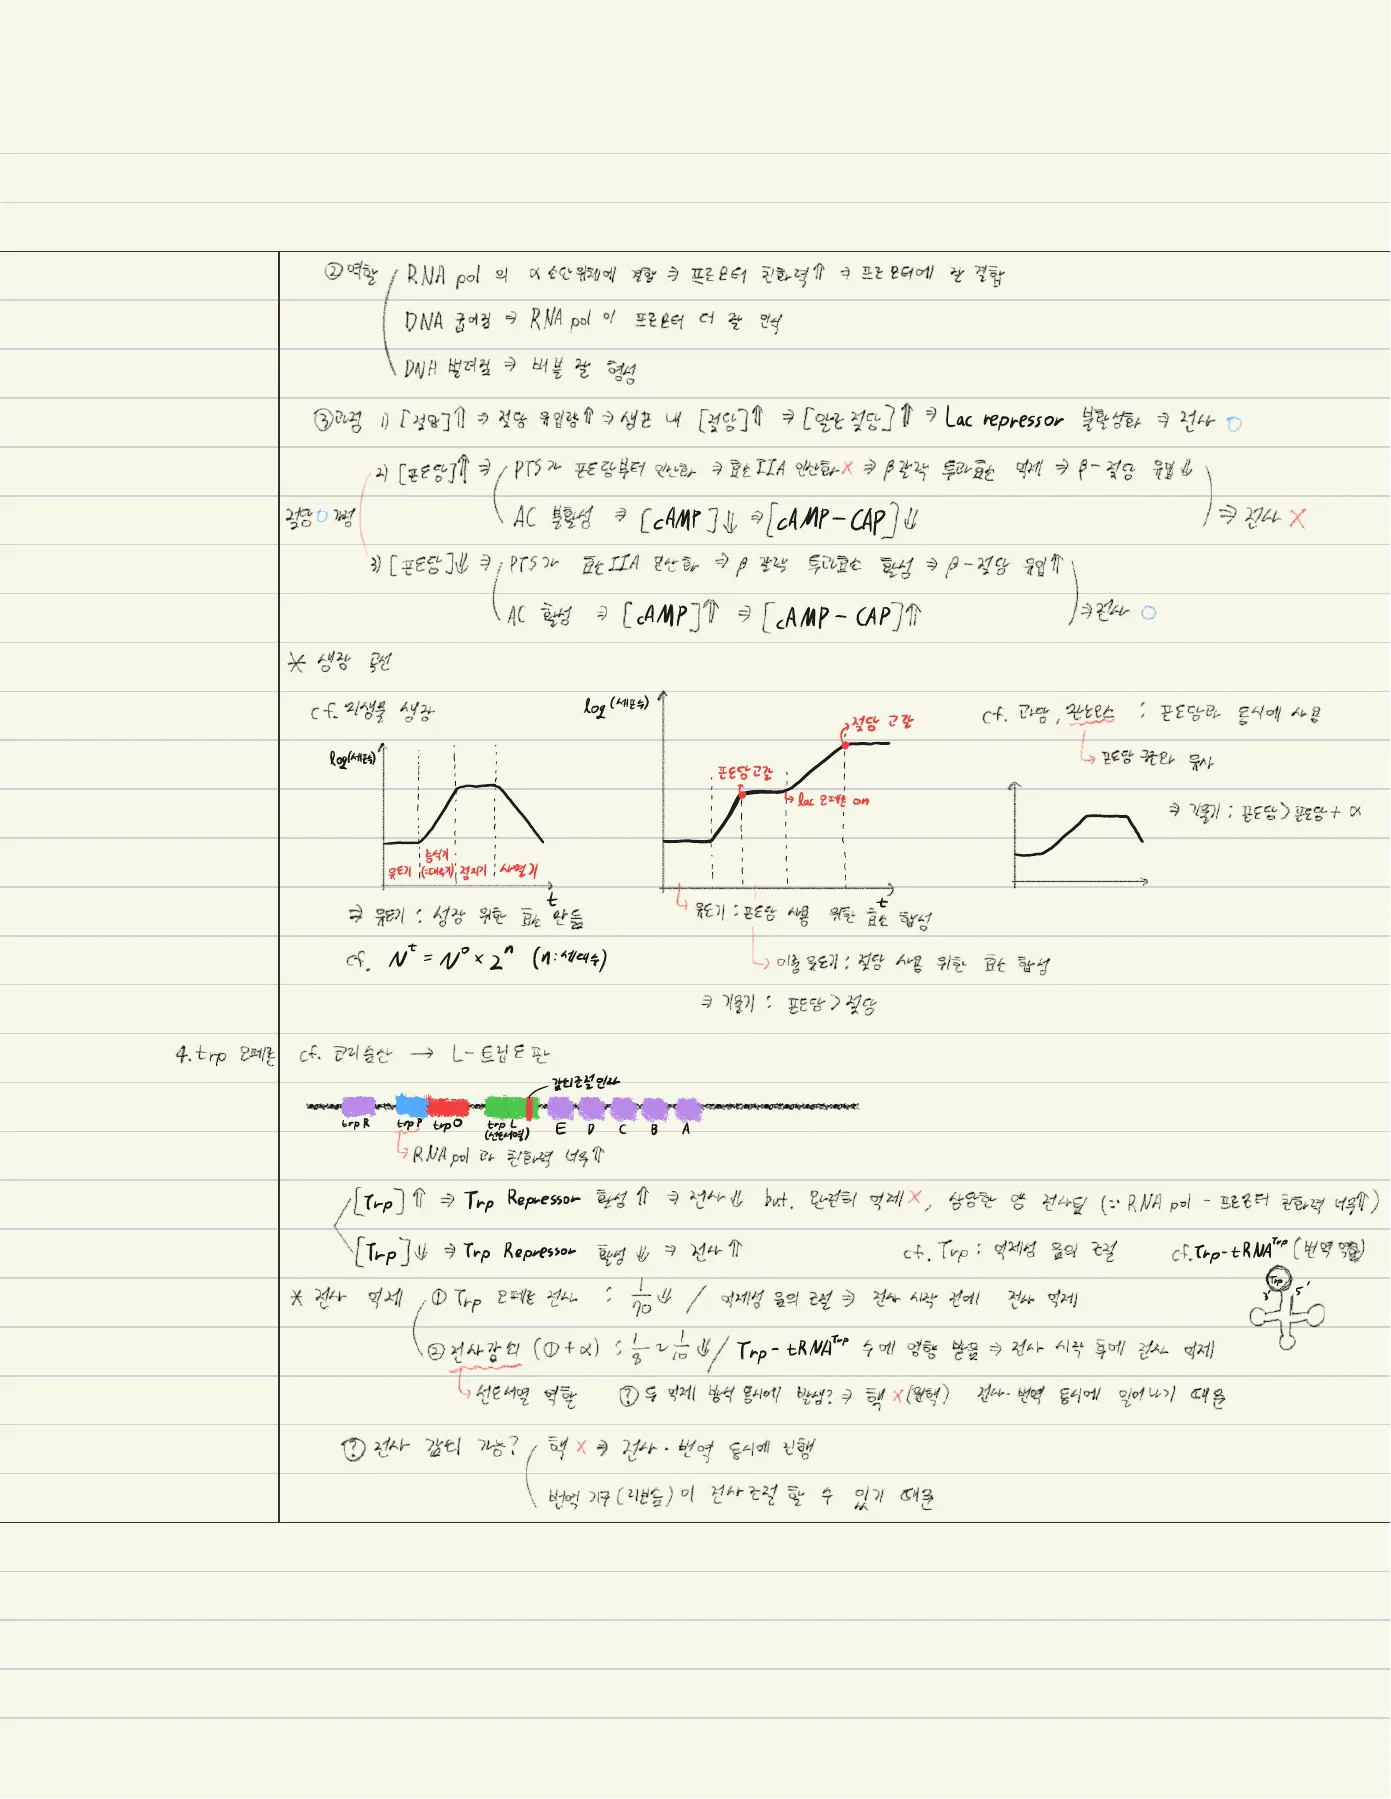 ② 역할 RNA pol 의 α 소단위체에 결합 ⇒ 프로모터 친화력↑ ⇒ 프로모터에 잘 결합
DNA 굽어짐 ⇒ RNA pol 이 프로모터 더 잘 인식
DNA 벌려짐 ⇒ 버블 잘 형성
③ 과정 1) [젖당]⇑ ⇒ 젖당 유입량⇑ ⇒ 세포 내 [젖당]⇑ ⇒ [알로젖당]⇑ ⇒ Lac repressor 불활성화 ⇒ 전사 O
2) [포도당]⇑ ⇒ PTS가 포도당부터 인산화 ⇒ 효소IIA 인산화X ⇒ β갈락 투과효소 억제 ⇒ β-젖당 유입⇓
젖당O 가정
AC 불활성 ⇒ [cAMP]⇓ ⇒ [cAMP-CAP]⇓ ⇒ 전사 X
3) [포도당]⇓ ⇒ PTS가 효소IIA 인산화 ⇒ β갈락 투과효소 활성 ⇒ β-젖당 유입⇑
AC 활성 ⇒ [cAMP]⇑ ⇒ [cAMP-CAP]⇑ ⇒ 전사 O
* 생장 곡선
cf. 미생물 생장
log(세포수)
유도기
증식기
(=대수기)
정지기
사멸기
t
⇒ 유도기 : 성장 위한 효소 만듦
cf. Nᵗ = N⁰ × 2ⁿ (n:세대수)
log(세포수)
포도당고갈
젖당 고갈
lac 오페론 on
t
유도기 : 포도당 사용 위한 효소 합성
이중유도기 : 젖당 사용 위한 효소 합성
⇒ 기울기 : 포도당 > 젖당
cf. 과당, : 포도당과 동시에 사용
포도당 유사
⇒ 기울기 : 포도당 > 포도당 + α
4. trp 오페론 cf. 코리슴산 → L-트립토판
감쇠조절인자
trp R trp P trp O trp L E D C B A
(선도서열)
RNA pol 과 친화력 너무⇑
[Trp]⇑ ⇒ Trp Repressor 활성⇑ ⇒ 전사⇓ but. 완전히 억제X, 상당한 양 전사됨 (∵ RNA pol - 프로모터 친화력 너무⇑)
[Trp]⇓ ⇒ Trp Repressor 활성⇓ ⇒ 전사⇑ cf. Trp : 억제성 음의 조절 cf. Trp-tRNAᵀʳᵖ (번역 역할)
Trp
3' 5'
* 전사 억제 ① Trp 오페론 전사 : 1/70⇓ / 억제성 음의 조절 ⇒ 전사 시작 전에 전사 억제
② 전사감쇠 (①+α) : 1/8 ~ 1/10⇓ / Trp-tRNAᵀʳᵖ 수에 영향 받음 ⇒ 전사 시작 후에 전사 억제
선도서열 역할 ? 두 억제 방식 동시에 발생? ⇒ 핵X(원핵) 전사·번역 동시에 일어나기 때문
? 전사 감쇠 가능? 핵X ⇒ 전사·번역 동시에 진행
번역 기구(리보솜)이 전사조절 할 수 있기 때문